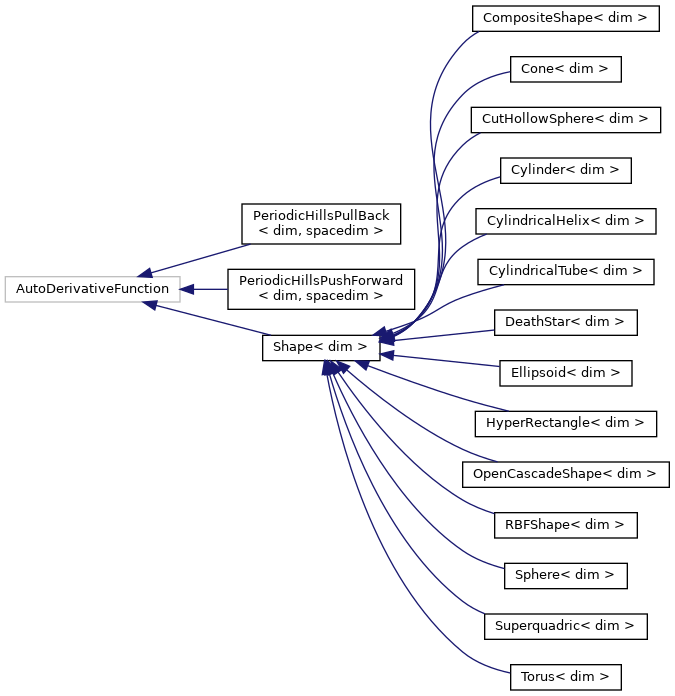 CompositeShape< dim >
Cone< dim >
CutHollowSphere< dim >
Cylinder< dim >
PeriodicHillsPullBack
< dim, spacedim >
CylindricalHelix< dim >
CylindricalTube< dim >
AutoDerivativeFunction
PeriodicHillsPushForward
< dim, spacedim >
DeathStar< dim >
Shape< dim >
Ellipsoid< dim >
HyperRectangle< dim >
OpenCascadeShape< dim >
RBFShape< dim >
Sphere< dim >
Superquadric< dim >
Torus< dim >